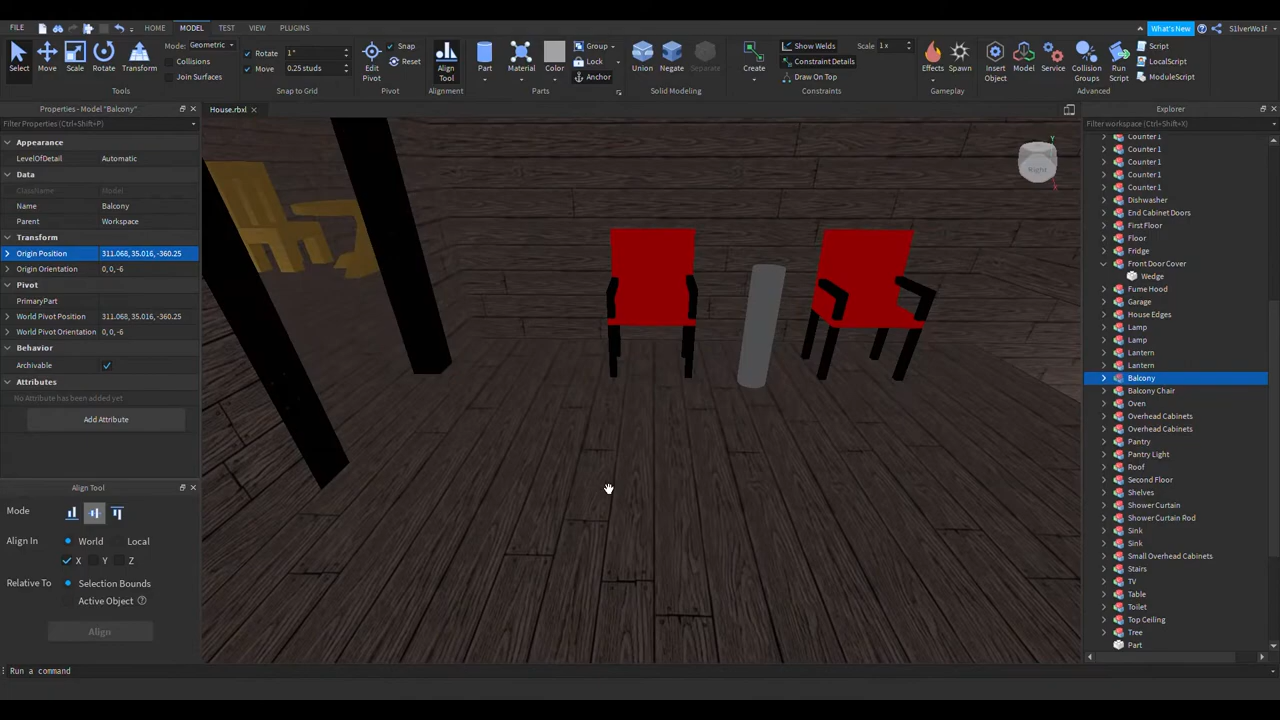 FILE HOME MODEL TEST VIEW PLUGINS What's New S1lverWo1f
Select Move Scale Rotate Transform
Mode: Geometric
Collisions
Join Surfaces
Tools
Rotate 1°
Move 0.25 studs
Snap to Grid
Edit Pivot
Snap
Reset
Pivot
Align Tool
Alignment
Part Material Color
Group
Lock
Anchor
Parts
Union Negate Separate
Solid Modeling
Create
Show Welds
Constraint Details
Draw On Top
Scale 1x
Constraints
Effects Spawn
Gameplay
Insert Object Model Service Collision Groups Run Script
Script
LocalScript
ModuleScript
Advanced
Properties - Model "Balcony"
Filter Properties (Ctrl+Shift+P)
Appearance
LevelOfDetail Automatic
Data
ClassName Model
Name Balcony
Parent Workspace
Transform
Origin Position 311.068, 35.016, -360.25
Origin Orientation 0, 0, -6
Pivot
PrimaryPart
World Pivot Position 311.068, 35.016, -360.25
World Pivot Orientation 0, 0, -6
Behavior
Archivable
Attributes
No Attribute has been added yet
Add Attribute
Align Tool
Mode
Align In World Local
X Y Z
Relative To Selection Bounds
Active Object
Align
Run a command
House.rbxl
Y
Right
X
Explorer
Filter workspace (Ctrl+Shift+X)
Counter 1
Counter 1
Counter 1
Counter 1
Counter 1
Dishwasher
End Cabinet Doors
First Floor
Floor
Fridge
Front Door Cover
Wedge
Fume Hood
Garage
House Edges
Lamp
Lamp
Lantern
Lantern
Balcony
Balcony Chair
Oven
Overhead Cabinets
Overhead Cabinets
Pantry
Pantry Light
Roof
Second Floor
Shelves
Shower Curtain
Shower Curtain Rod
Sink
Sink
Small Overhead Cabinets
Stairs
TV
Table
Toilet
Top Ceiling
Tree
Part